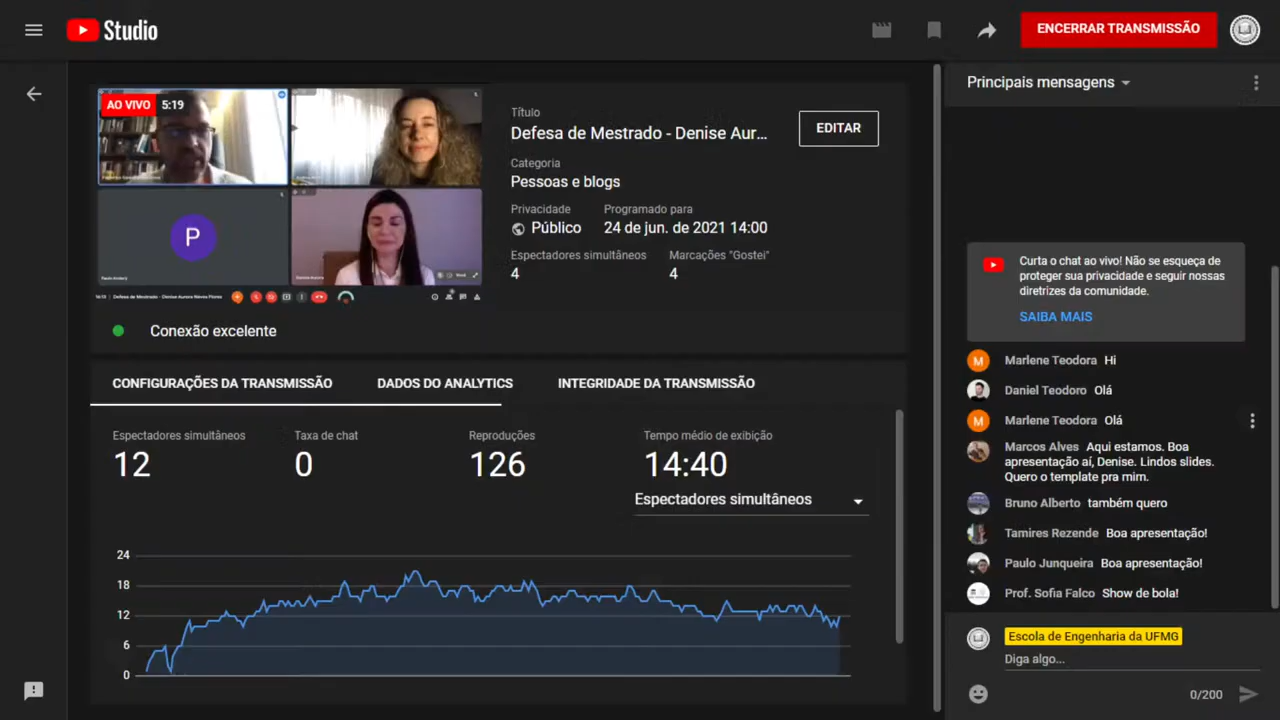 Studio
ENCERRAR TRANSMISSÃO
AO VIVO 5:19
P
Título
Defesa de Mestrado - Denise Aur...
EDITAR
Categoria
Pessoas e blogs
Privacidade
Público
Programado para
24 de jun. de 2021 14:00
Espectadores simultâneos
4
Marcações "Gostei"
4
Conexão excelente
CONFIGURAÇÕES DA TRANSMISSÃO
DADOS DO ANALYTICS
INTEGRIDADE DA TRANSMISSÃO
Espectadores simultâneos
12
Taxa de chat
0
Reproduções
126
Tempo médio de exibição
14:40
Espectadores simultâneos
24
18
12
6
0
Principais mensagens
Curta o chat ao vivo! Não se esqueça de
proteger sua privacidade e seguir nossas
diretrizes da comunidade.
SAIBA MAIS
M Marlene Teodora Hi
Daniel Teodoro Olá
M Marlene Teodora Olá
Marcos Alves Aqui estamos. Boa
apresentação aí, Denise. Lindos slides.
Quero o template pra mim.
Bruno Alberto também quero
Tamires Rezende Boa apresentação!
Paulo Junqueira Boa apresentação!
Prof. Sofia Falco Show de bola!
Escola de Engenharia da UFMG
Diga algo...
0/200